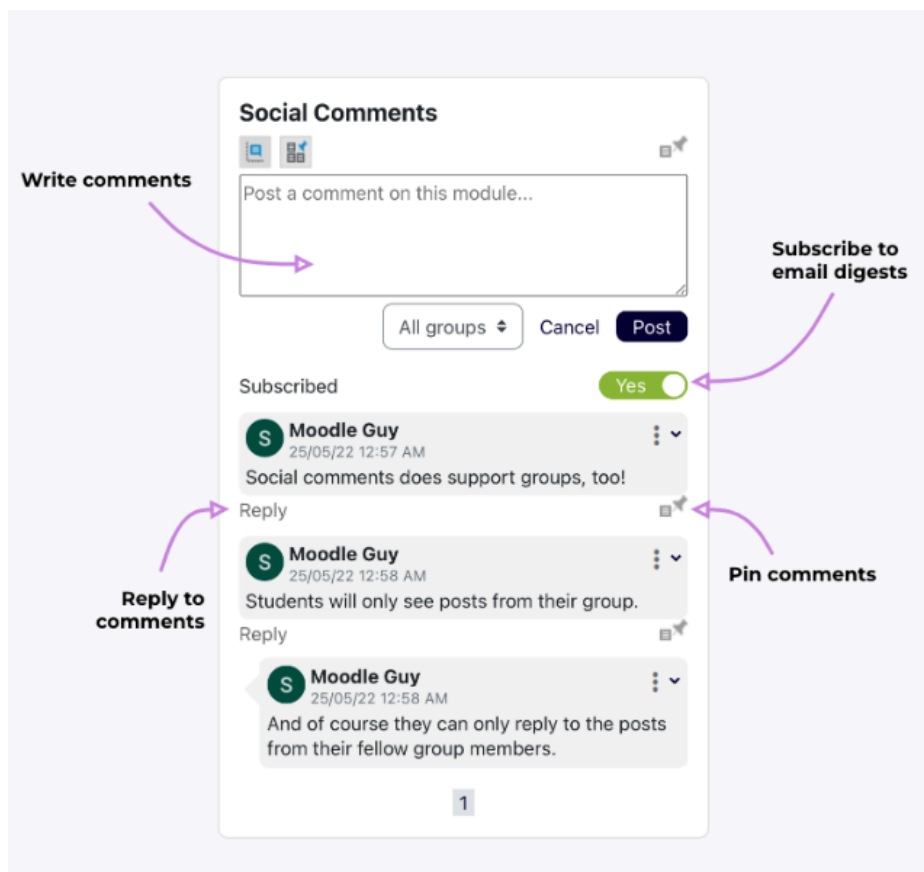 Social Comments
Write comments
Post a comment on this module...
Subscribe to
email digests
All groups
Cancel
Post
Subscribed
Yes
S
Moodle Guy
25/05/22 12:57 AM
Social comments does support groups, too!
Reply
S
Moodle Guy
25/05/22 12:58 AM
Students will only see posts from their group.
Pin comments
Reply to
comments
Reply
S
Moodle Guy
25/05/22 12:58 AM
And of course they can only reply to the posts
from their fellow group members.
1